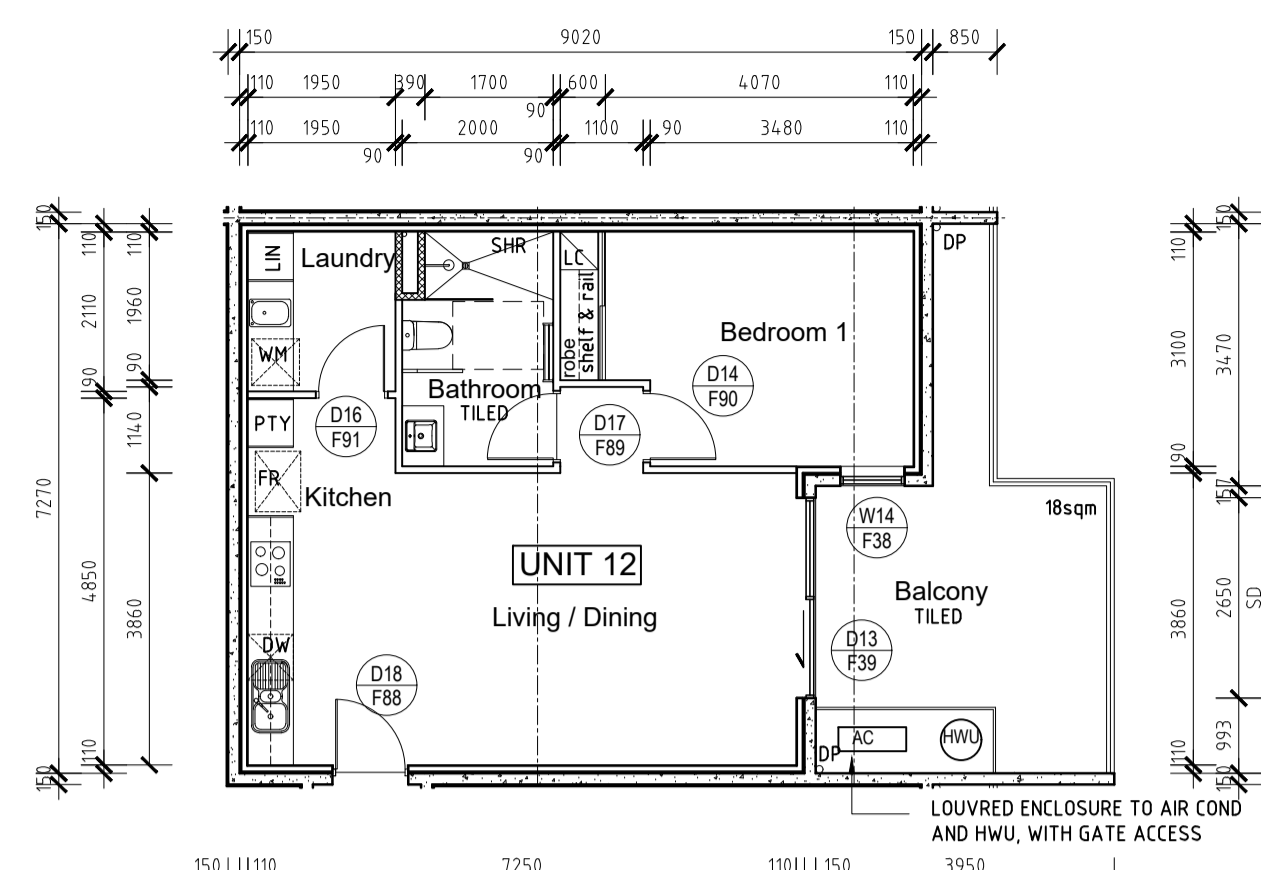 150 9020 150 850
110 1950 390 1700 600 4070 110
90
110 1950 2000 1100 90 3480 110
90 90
150 110 110
2110 1960
90 90
1140
7270
4850
3860
110
150
LIN Laundry
SHR
LC
robe
shelf & rail
Bedroom 1
DP
WM
Bathroom
TILED
D14
F90
D16
F91
D17
F89
PTY
FR
Kitchen
18sqm
W14
F38
UNIT 12
Living / Dining
Balcony
TILED
DW
D13
F39
D18
F88
DP
AC
HWU
150
110
3100 3470
190
157
3860 2650 SD
993
110
150
LOUVRED ENCLOSURE TO AIR COND
AND HWU, WITH GATE ACCESS
150 110 7250 110 150 3950